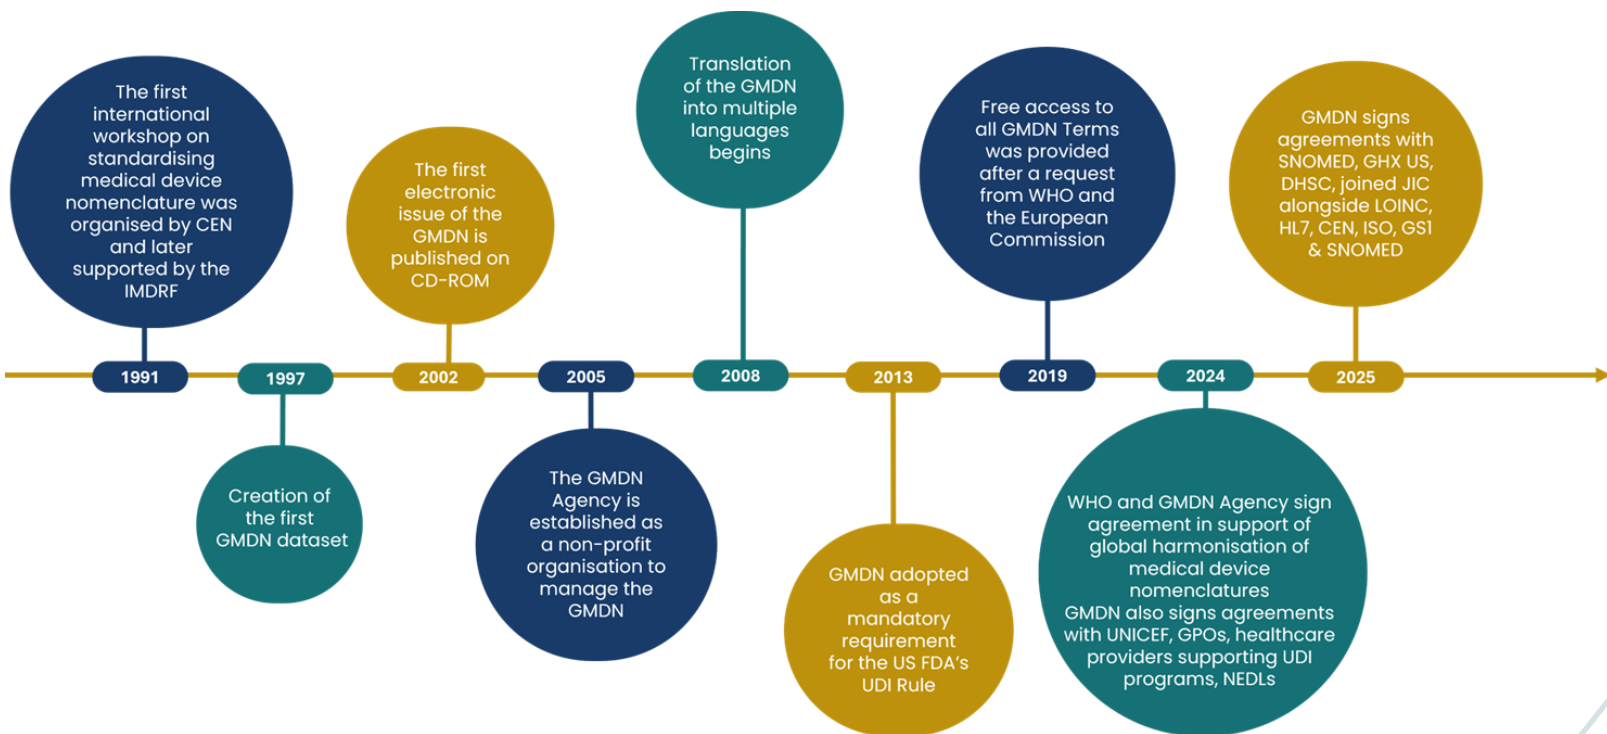 The first
international
workshop on
standardising
medical device
nomenclature was
organised by CEN
and later
supported by the
IMDRF
1991
Creation of
the first
GMDN dataset
1997
The first
electronic
issue of the
GMDN is
published on
CD-ROM
2002
The GMDN
Agency is
established as
a non-profit
organisation to
manage the
GMDN
2005
Translation
of the GMDN
into multiple
languages
begins
2008
GMDN adopted
as a
mandatory
requirement
for the US FDA's
UDI Rule
2013
Free access to
all GMDN Terms
was provided
after a request
from WHO and
the European
Commission
2019
WHO and GMDN Agency sign
agreement in support of
global harmonisation of
medical device
nomenclatures
GMDN also signs agreements
with UNICEF, GPOs, healthcare
providers supporting UDI
programs, NEDLs
2024
GMDN signs
agreements with
SNOMED, GHX US,
DHSC, joined JIC
alongside LOINC,
HL7, CEN, ISO, GS1
& SNOMED
2025